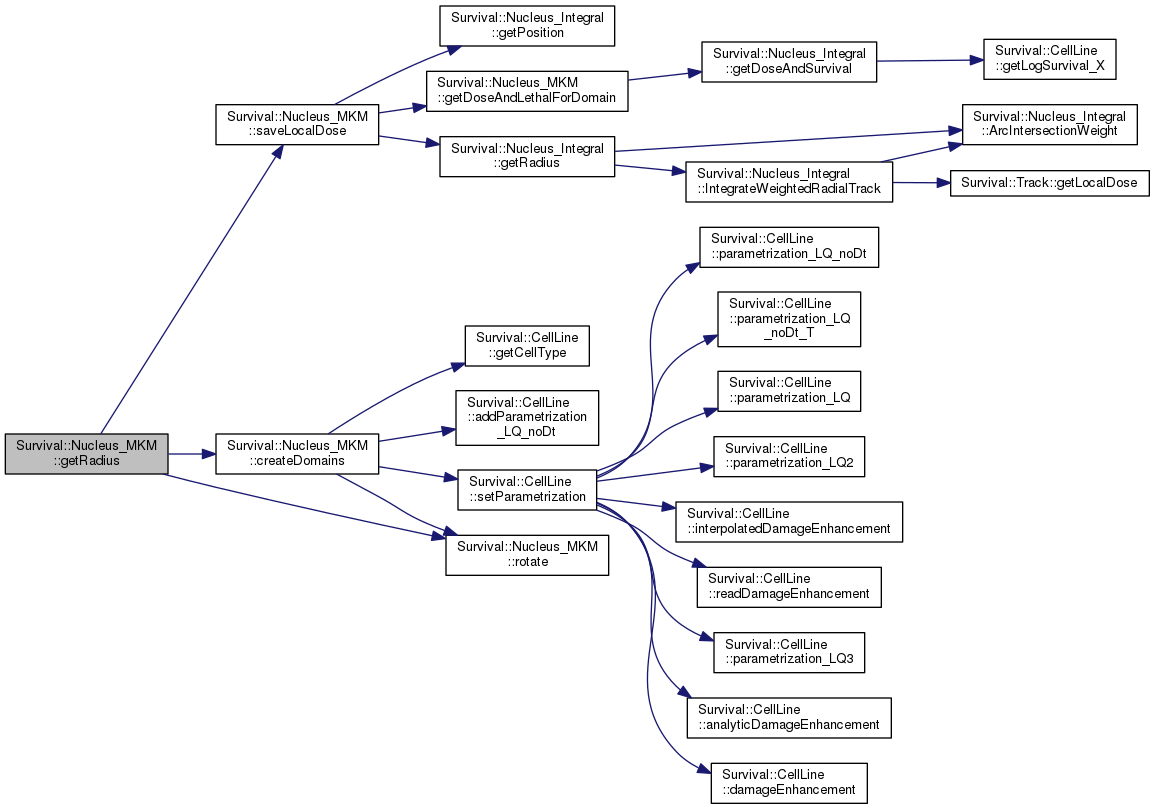 Survival::Nucleus_Integral
::getPosition
Survival::Nucleus_MKM
::getDoseAndLethalForDomain
Survival::Nucleus_Integral
::getDoseAndSurvival
Survival::CellLine
::getLogSurvival_X
Survival::Nucleus_MKM
::saveLocalDose
Survival::Nucleus_Integral
::getRadius
Survival::Nucleus_Integral
::ArcIntersectionWeight
Survival::Nucleus_Integral
::IntegrateWeightedRadialTrack
Survival::Track::getLocalDose
Survival::CellLine
::parametrization_LQ_noDt
Survival::CellLine
::parametrization_LQ
_noDt_T
Survival::CellLine
::getCellType
Survival::CellLine
::parametrization_LQ
Survival::CellLine
::addParametrization
_LQ_noDt
Survival::Nucleus_MKM
::getRadius
Survival::Nucleus_MKM
::createDomains
Survival::CellLine
::parametrization_LQ2
Survival::CellLine
::setParametrization
Survival::CellLine
::interpolatedDamageEnhancement
Survival::Nucleus_MKM
::rotate
Survival::CellLine
::readDamageEnhancement
Survival::CellLine
::parametrization_LQ3
Survival::CellLine
::analyticDamageEnhancement
Survival::CellLine
::damageEnhancement